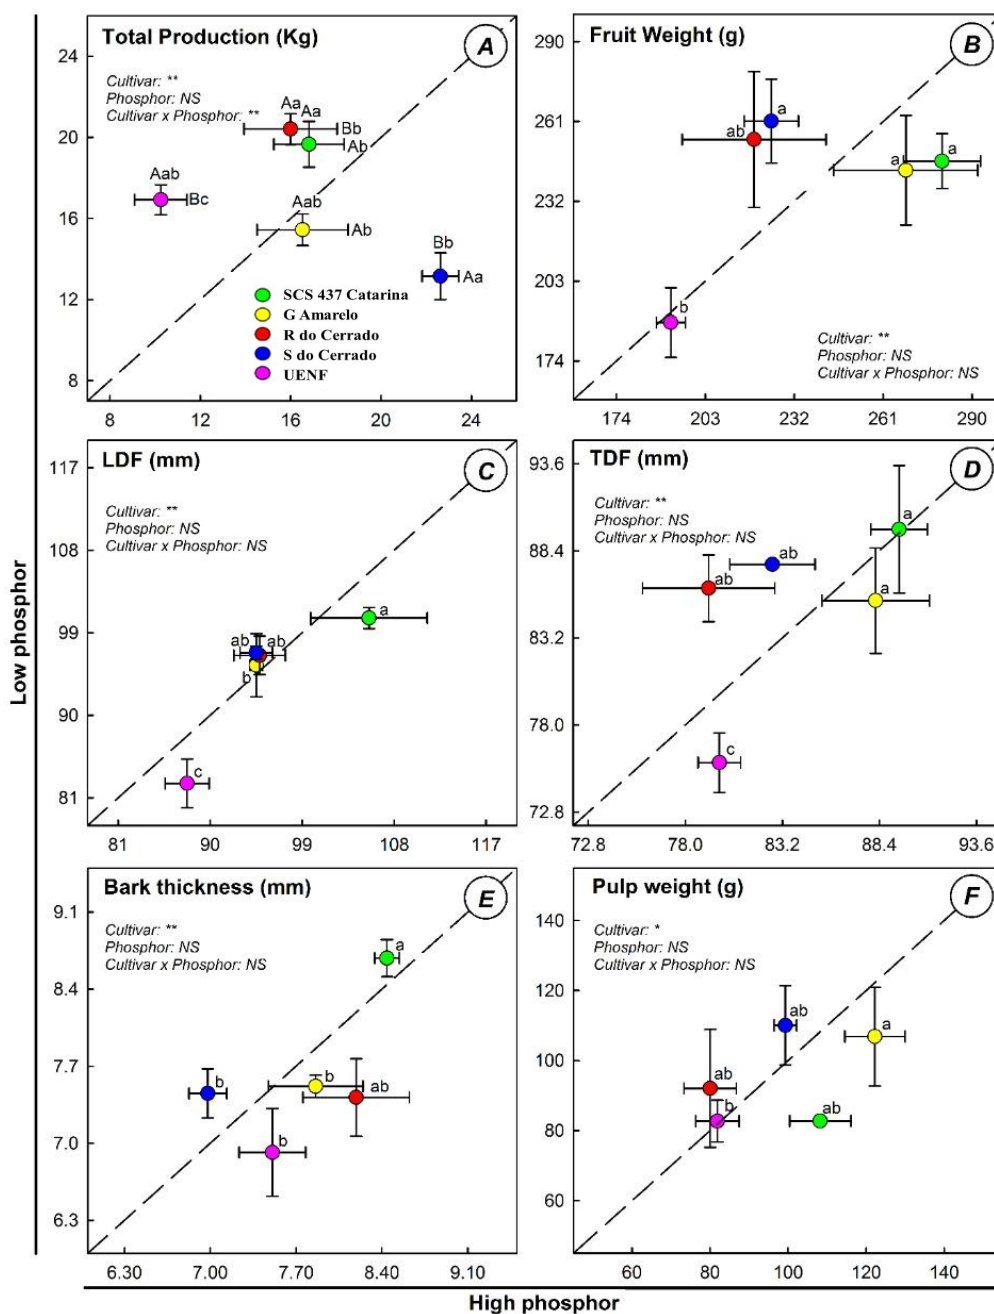 Total Production (Kg)
A
Cultivar: **
Phosphor: NS
Cultivar x Phosphor: **
24
20
16
12
8
Aa
Aa
Bb
Ab
Aab
Bc
Aab
Ab
Bb
Aa
SCS 437 Catarina
G Amarelo
R do Cerrado
S do Cerrado
UENF
8 12 16 20 24
Fruit Weight (g)
B
290
261
232
203
174
a
ab
a
a
b
Cultivar: **
Phosphor: NS
Cultivar x Phosphor: NS
174 203 232 261 290
LDF (mm)
C
Cultivar: **
Phosphor: NS
Cultivar x Phosphor: NS
117
108
99
90
81
a
ab
ab
b
c
81 90 99 108 117
TDF (mm)
D
Cultivar: **
Phosphor: NS
Cultivar x Phosphor: NS
93.6
88.4
83.2
78.0
72.8
a
ab
ab
a
c
72.8 78.0 83.2 88.4 93.6
Bark thickness (mm)
E
Cultivar: **
Phosphor: NS
Cultivar x Phosphor: NS
9.1
8.4
7.7
7.0
6.3
a
b
b
ab
b
6.30 7.00 7.70 8.40 9.10
Pulp weight (g)
F
Cultivar: *
Phosphor: NS
Cultivar x Phosphor: NS
140
120
100
80
60
ab
a
ab
b
ab
60 80 100 120 140
Low phosphor
High phosphor